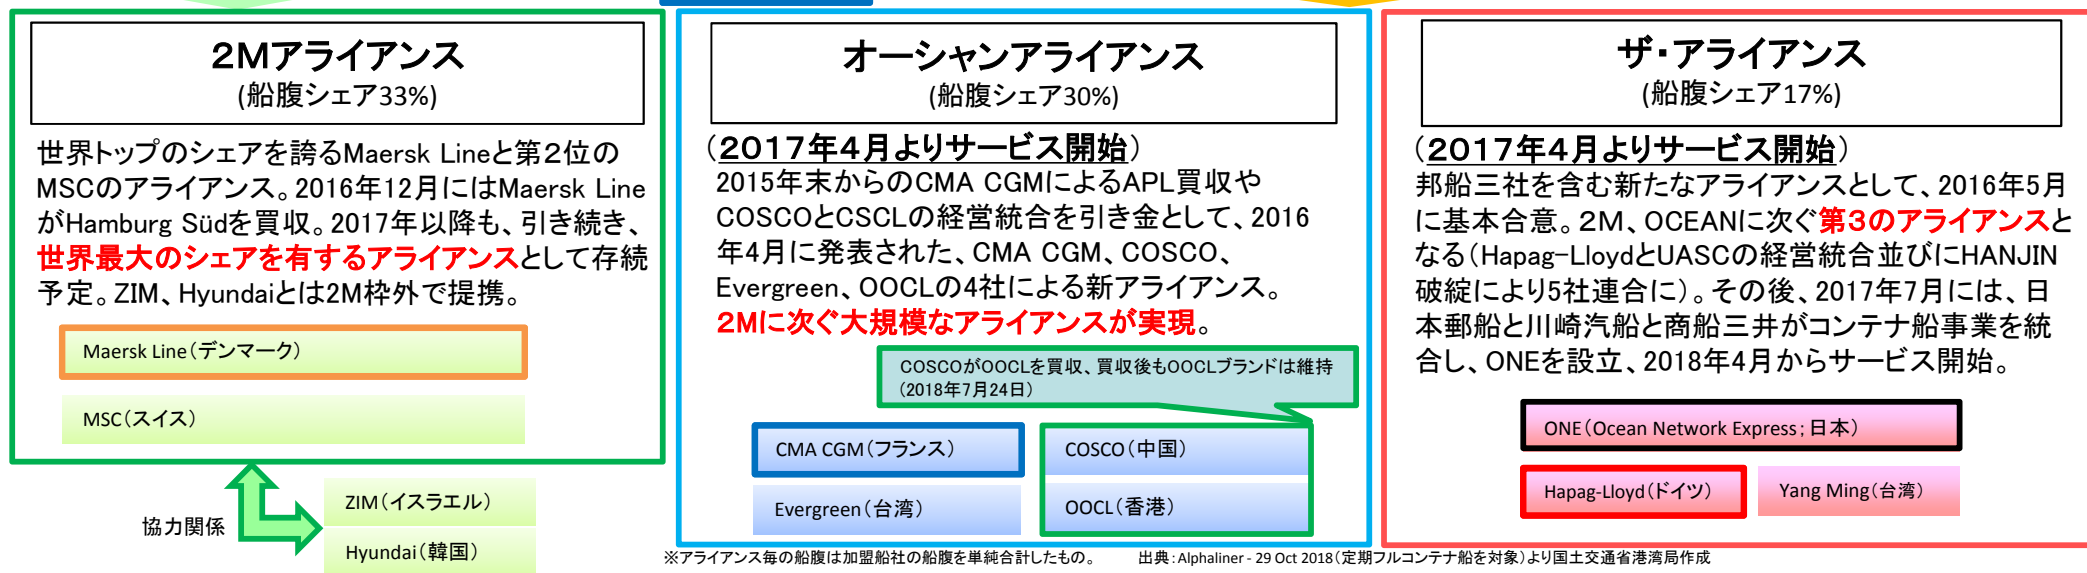 2Mアライアンス
(船腹シェア33%)
世界トップのシェアを誇るMaersk Lineと第2位の
MSCのアライアンス。2016年12月にはMaersk Line
がHamburg Südを買収。2017年以降も、引き続き、
世界最大のシェアを有するアライアンスとして存続
予定。ZIM、Hyundaiとは2M枠外で提携。
Maersk Line(デンマーク)
MSC(スイス)
協力関係
ZIM(イスラエル)
Hyundai(韓国)
オーシャンアライアンス
(船腹シェア30%)
(2017年4月よりサービス開始)
2015年末からのCMA CGMによるAPL買収や
COSCOとCSCLの経営統合を引き金として、2016
年4月に発表された、CMA CGM、COSCO、
Evergreen、OOCLの4社による新アライアンス。
2Mに次ぐ大規模なアライアンスが実現。
COSCOがOOCLを買収、買収後もOOCLブランドは維持
(2018年7月24日)
CMA CGM(フランス)
COSCO(中国)
Evergreen(台湾)
OOCL(香港)
ザ・アライアンス
(船腹シェア17%)
(2017年4月よりサービス開始)
邦船三社を含む新たなアライアンスとして、2016年5月
に基本合意。2M、OCEANに次ぐ第3のアライアンスと
なる(Hapag-LloydとUASCの経営統合並びにHANJIN
破綻により5社連合に)。その後、2017年7月には、日
本郵船と川崎汽船と商船三井がコンテナ船事業を統
合し、ONEを設立、2018年4月からサービス開始。
ONE(Ocean Network Express;日本)
Hapag-Lloyd(ドイツ)
Yang Ming(台湾)
※アライアンス毎の船腹は加盟船社の船腹を単純合計したもの。
出典:Alphaliner - 29 Oct 2018(定期フルコンテナ船を対象)より国土交通省港湾局作成